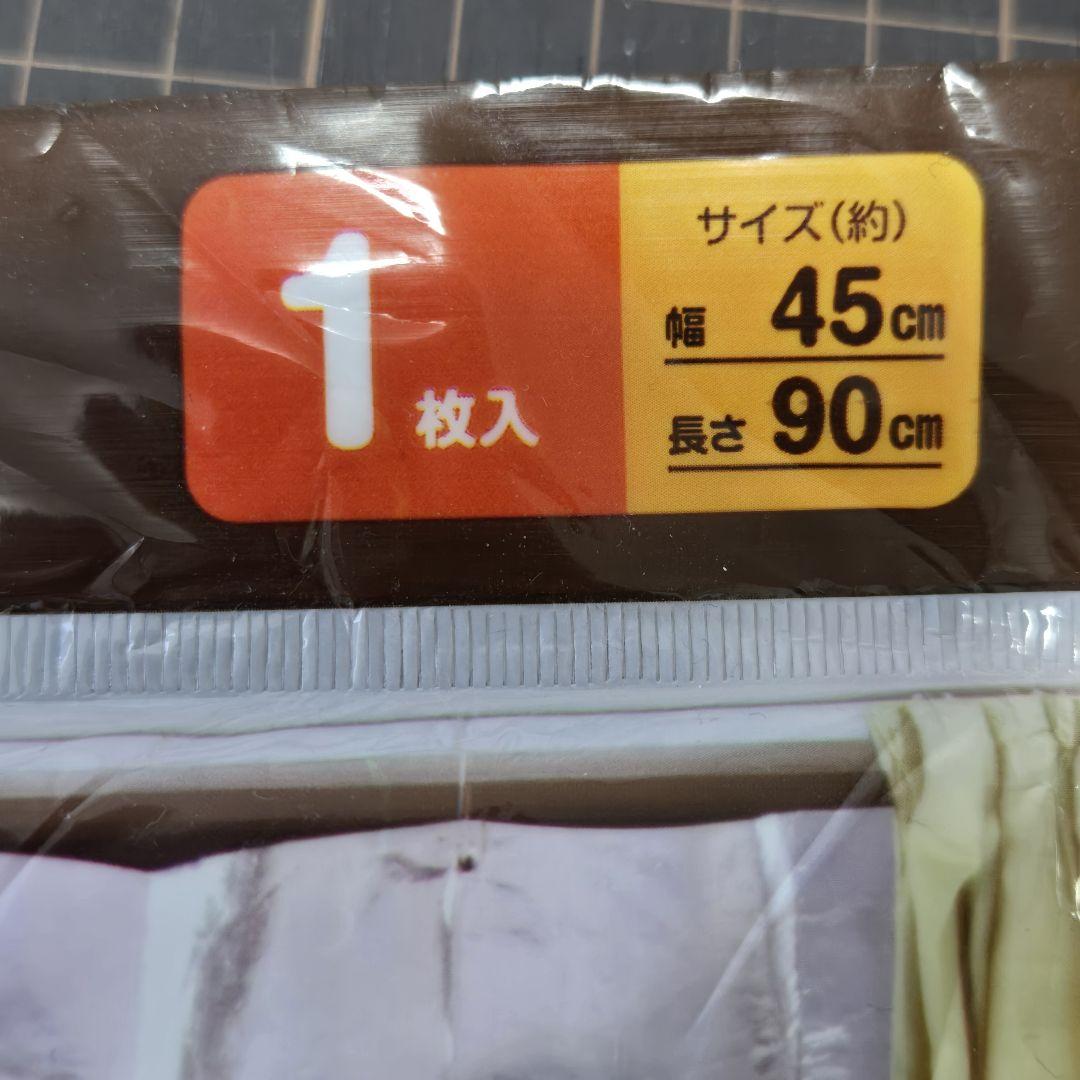 1枚入
サイズ(約)
幅 45cm
長さ 90cm